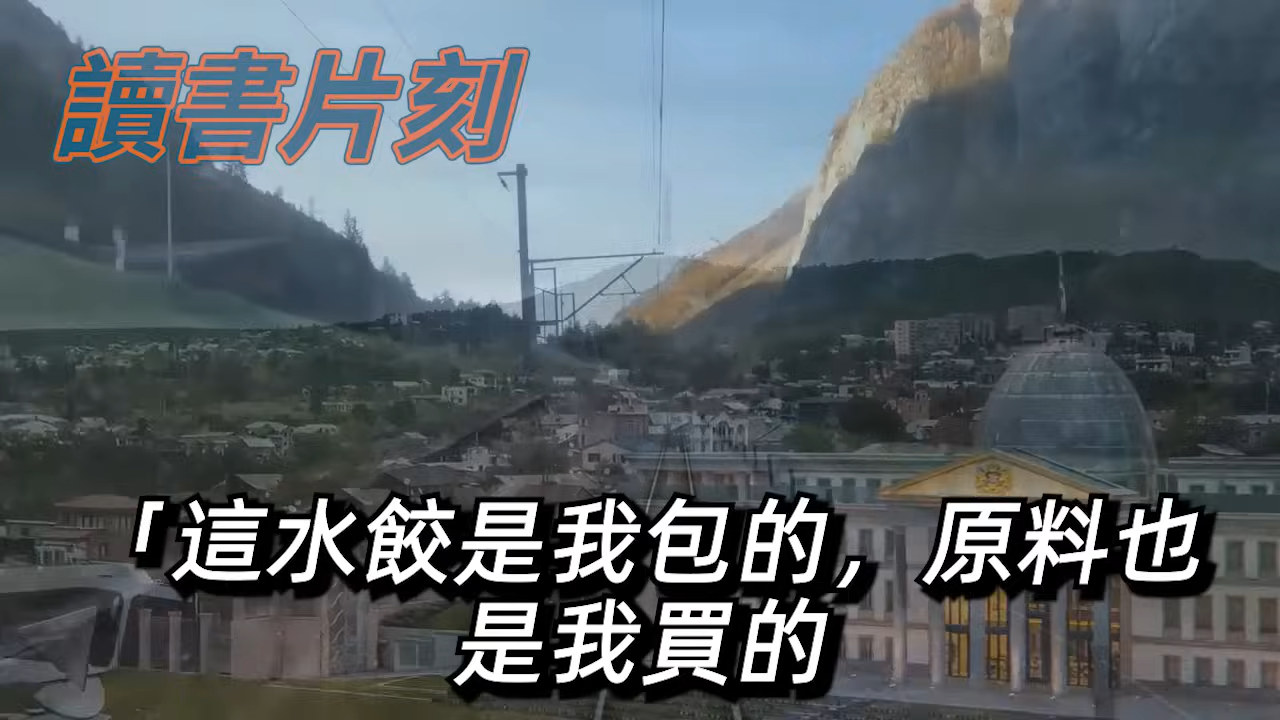 讀書片刻
「這水餃是我包的，原料也
是我買的